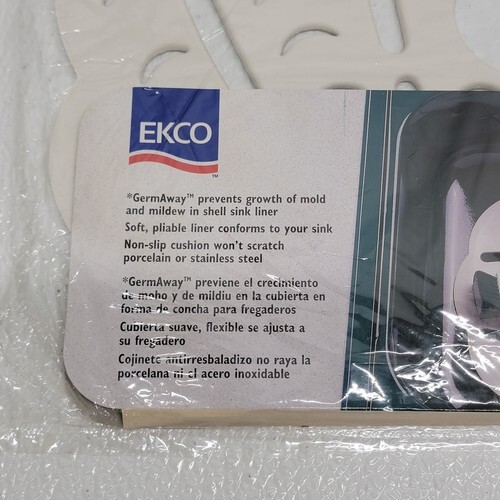 EKCO
™
*GermAway™ prevents growth of mold
and mildew in shell sink liner
Soft, pliable liner conforms to your sink
Non-slip cushion won't scratch
porcelain or stainless steel
*GermAway™ previene el crecimiento
de moho y de mildiu en la cubierta en
forma de concha para fregaderos
Cubierta suave, flexible se ajusta a
su fregadero
Cojinete antirresbaladizo no raya la
porcelana ni el acero inoxidable